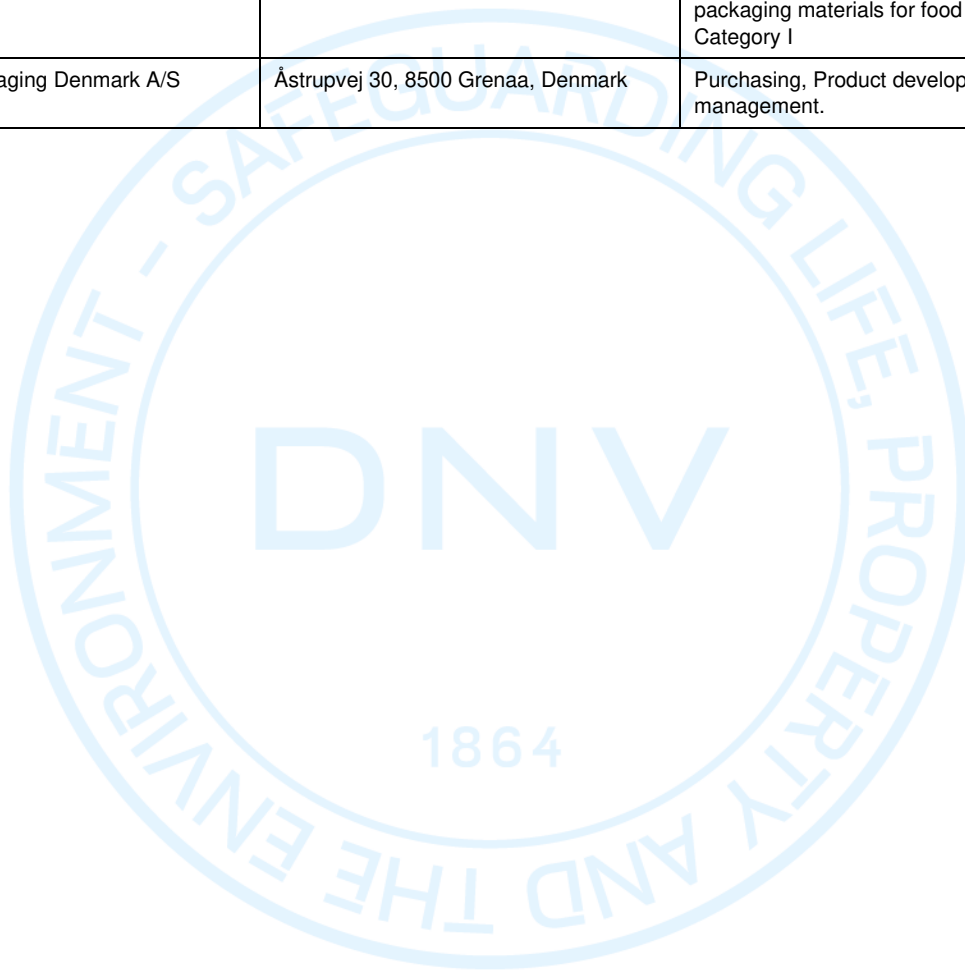 packaging materials for food
Category I
aging Denmark A/S Åstrupvej 30, 8500 Grenaa, Denmark Purchasing, Product develop
management.
SAFEGUARDING LIFE, PROPERTY AND THE ENVIRONMENT -
DNV
1864